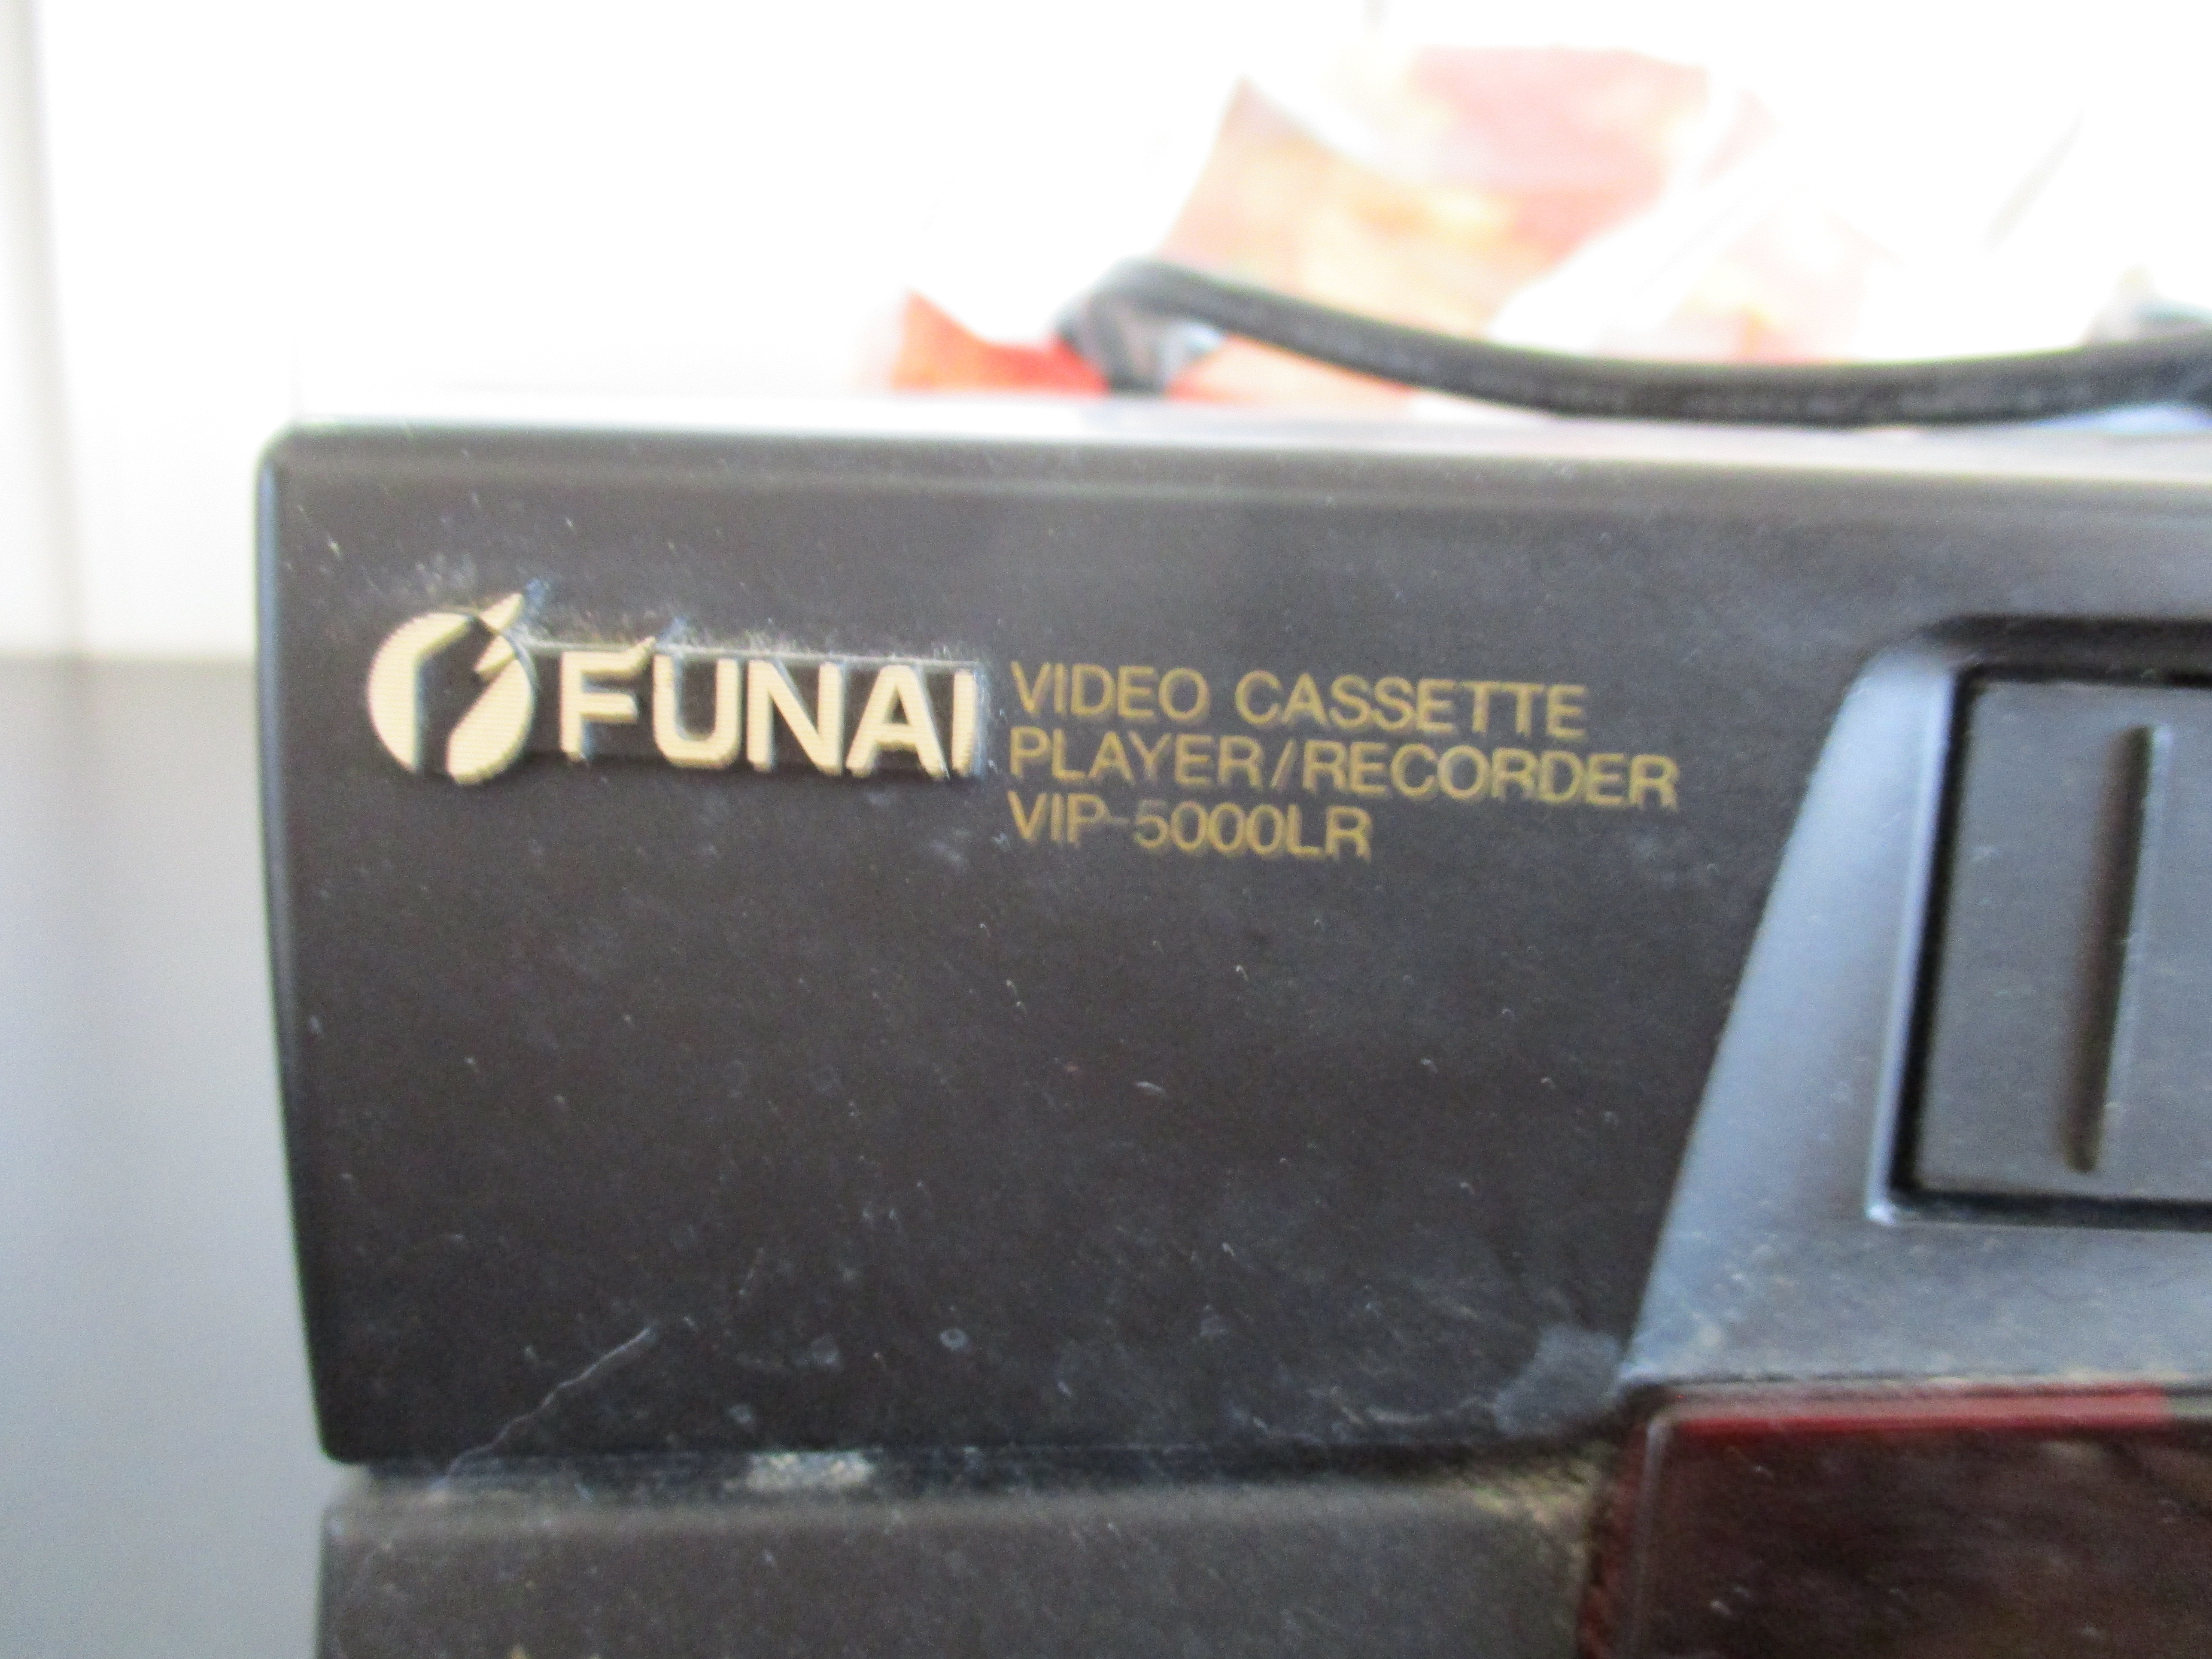 FUNAI
VIDEO CASSETTE
PLAYER/RECORDER
VIP-5000LR